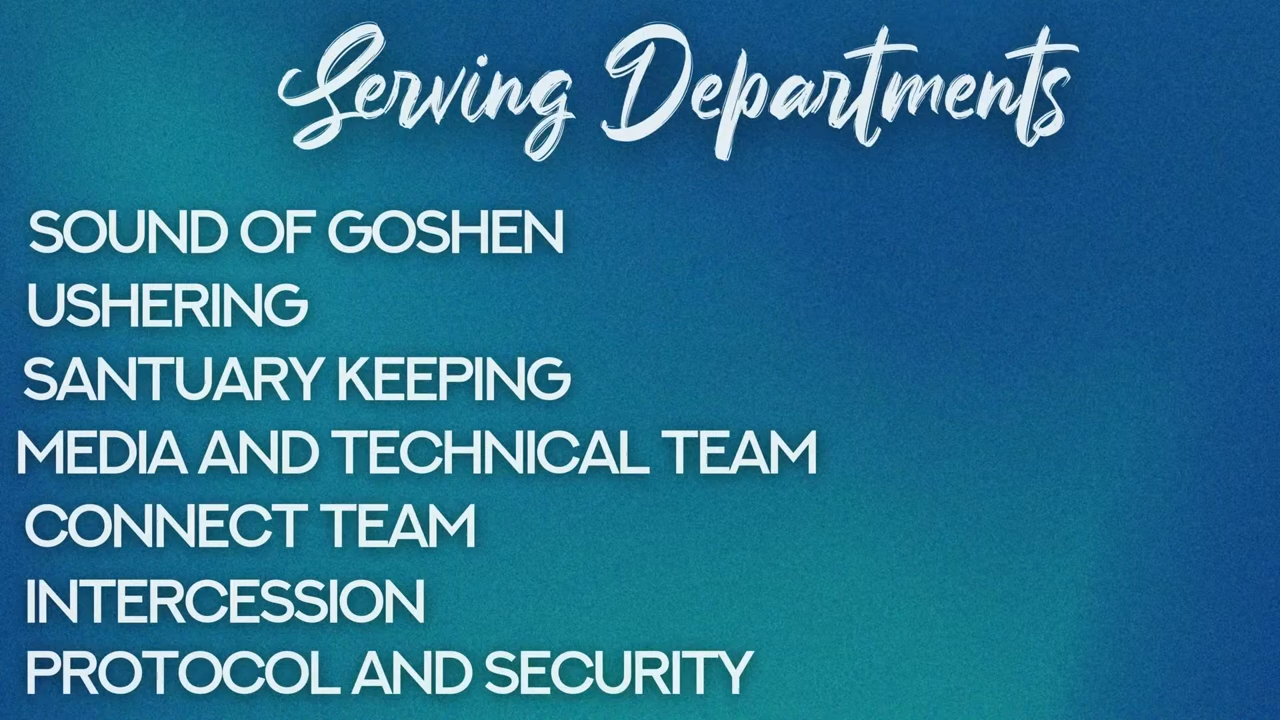 Serving Departments
SOUND OF GOSHEN
USHERING
SANTUARY KEEPING
MEDIA AND TECHNICAL TEAM
CONNECT TEAM
INTERCESSION
PROTOCOL AND SECURITY